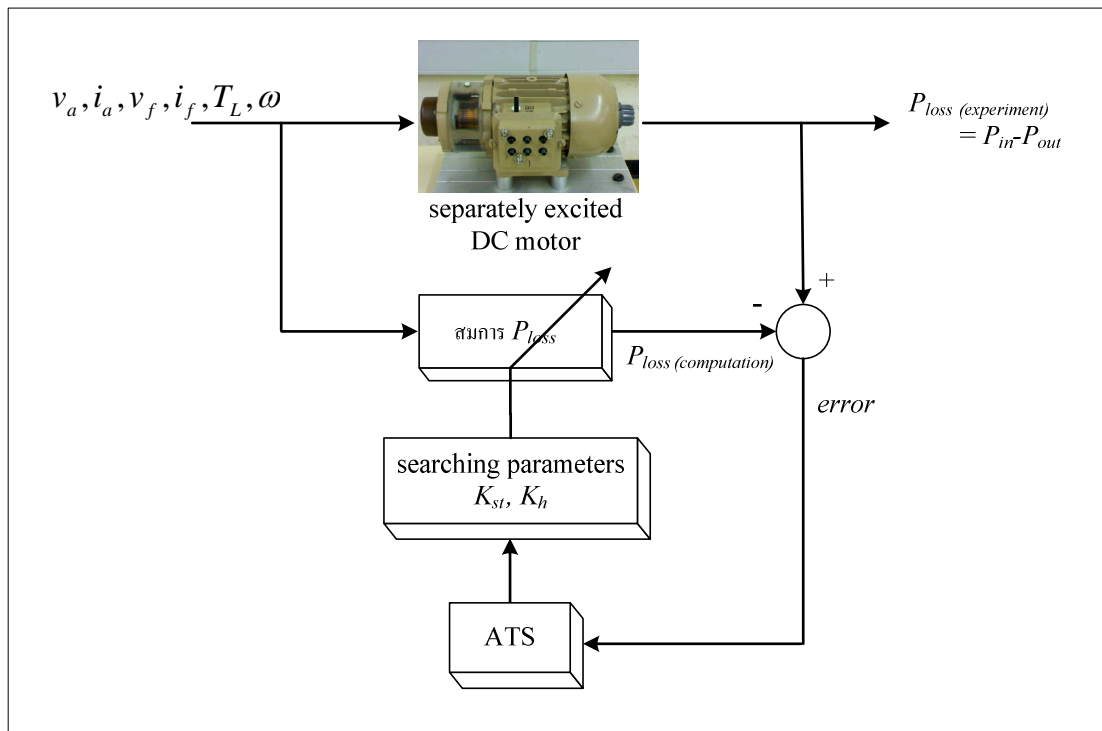 v_a, i_a, v_f, i_f, T_L, ω
P_loss (experiment)
= P_in-P_out
separately excited
DC motor
+
-
สมการ P_loss
P_loss (computation)
error
searching parameters
K_st, K_h
ATS